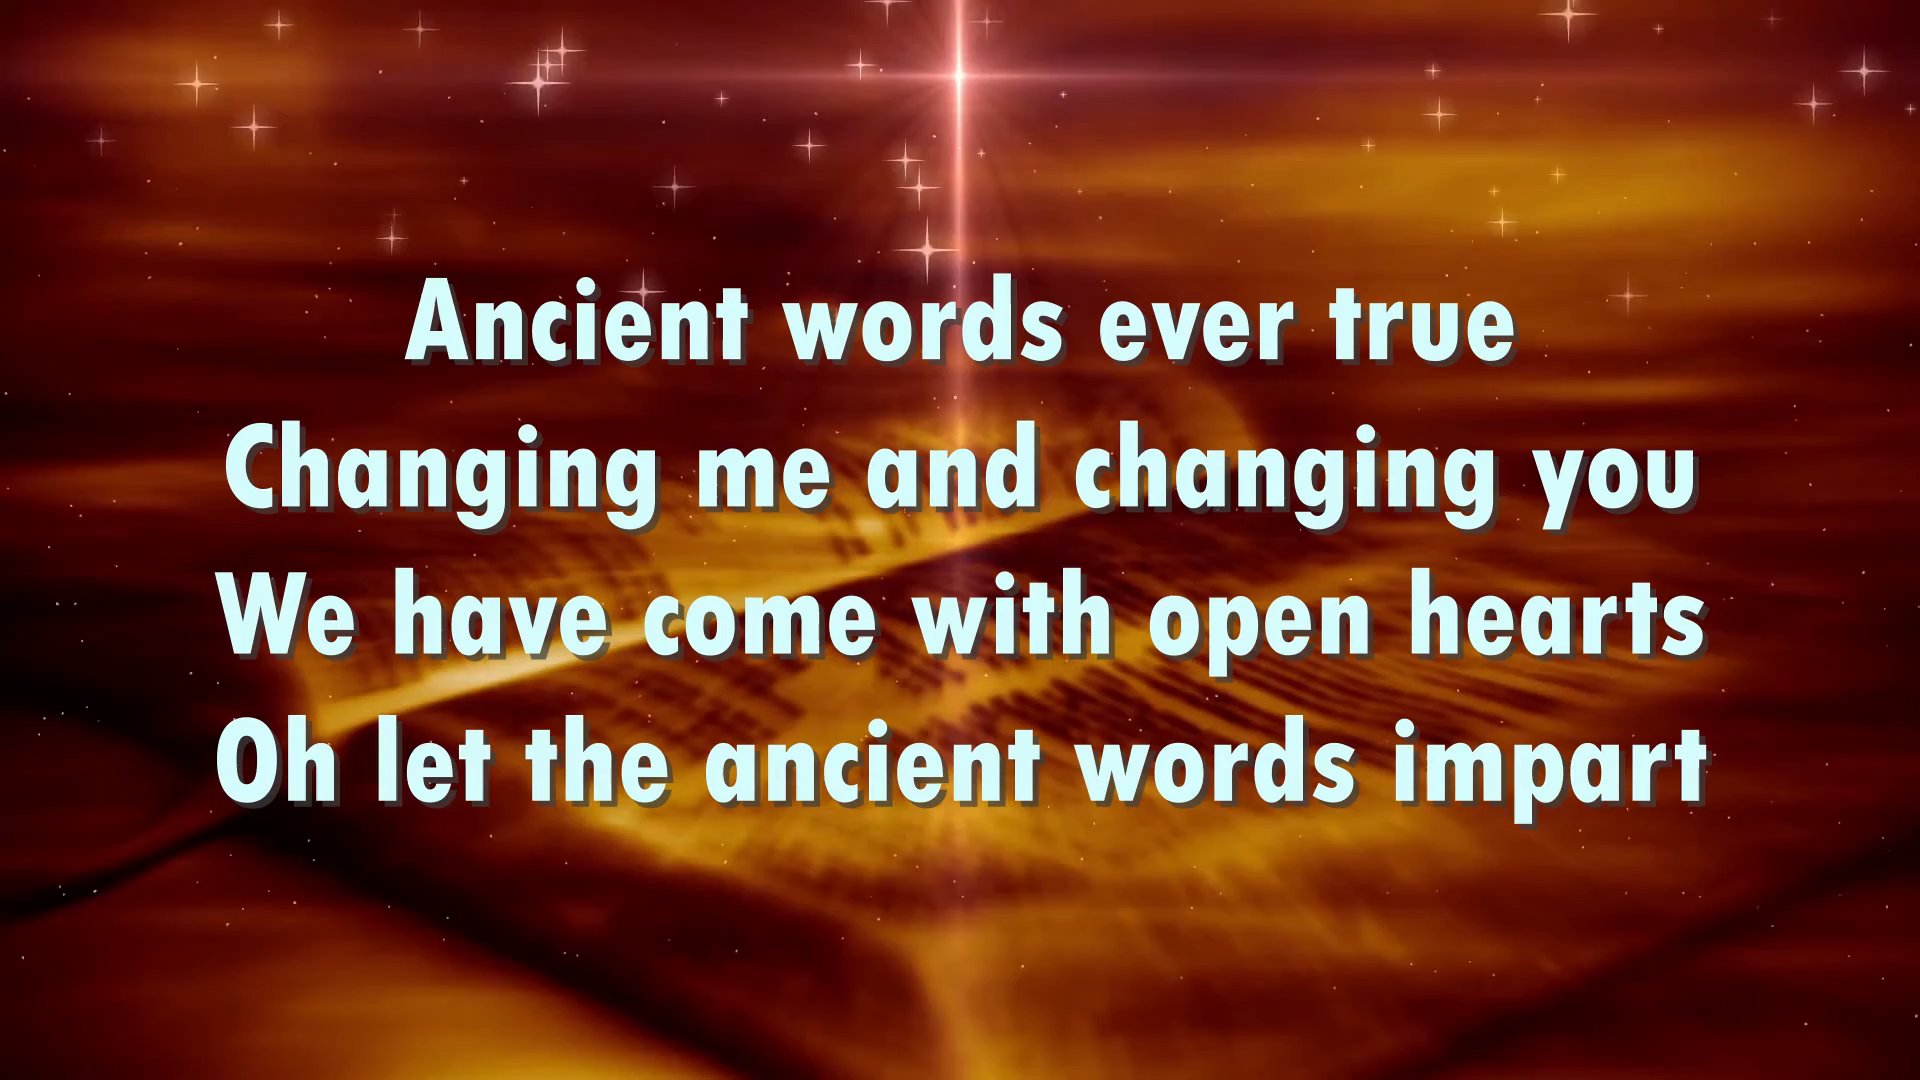 Ancient words ever true
Changing me and changing you
We have come with open hearts
Oh let the ancient words impart